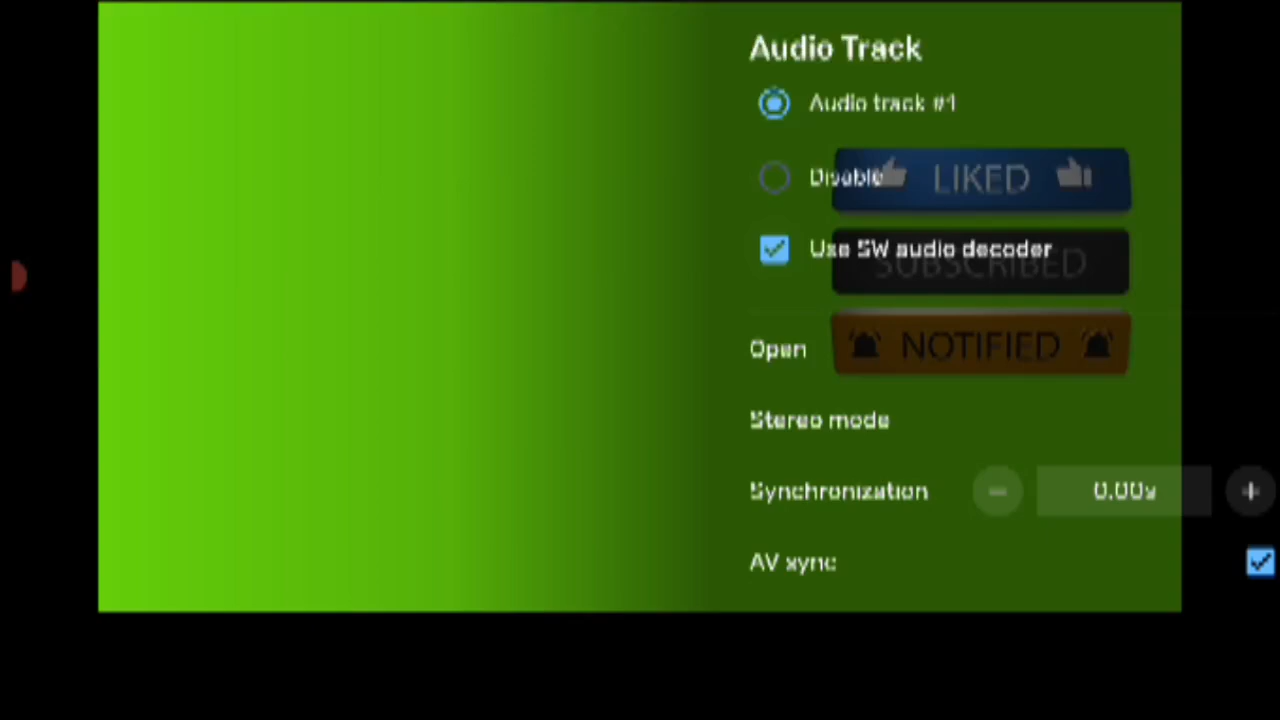 Audio Track
Audio track #1
Disable
LIKED
Use SW audio decoder
SUBSCRIBED
Open
NOTIFIED
Stereo mode
Synchronization
0.00s
AV sync